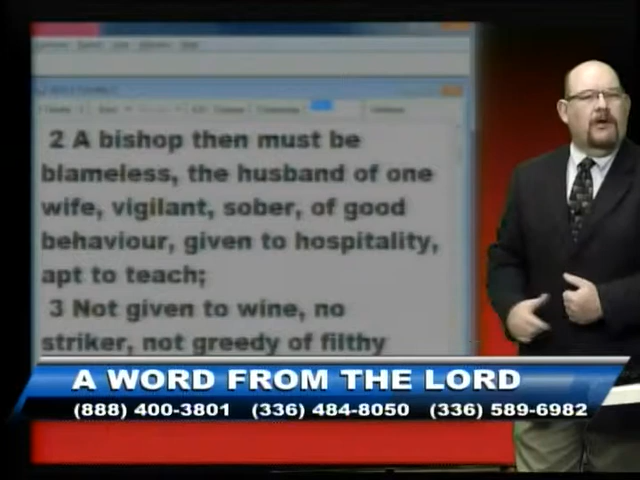 2 A bishop then must be
blameless, the husband of one
wife, vigilant, sober, of good
behaviour, given to hospitality,
apt to teach;
3 Not given to wine, no
striker, not greedy of filthy
A WORD FROM THE LORD
(888) 400-3801 (336) 484-8050 (336) 589-6982